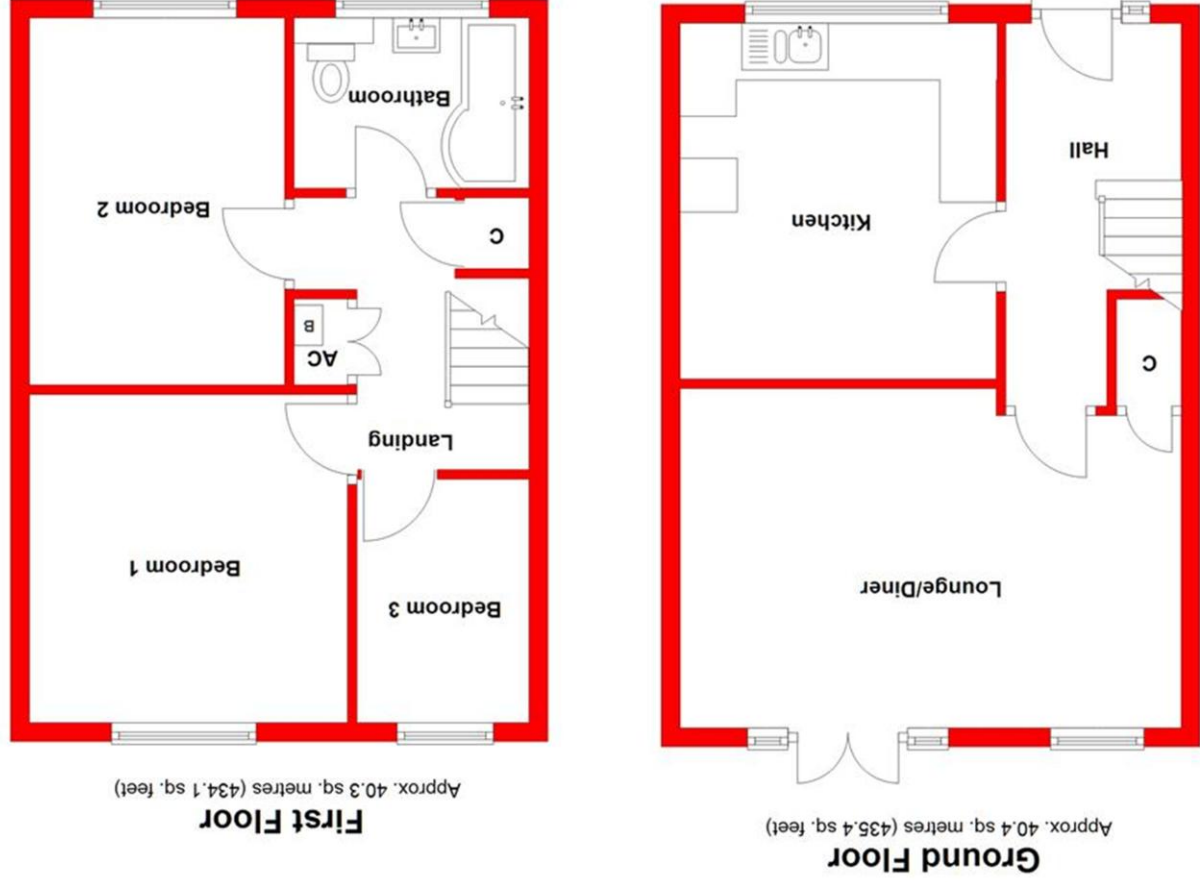 Ground Floor
Approx. 40.4 sq. metres (435.4 sq. feet)
Lounge/Diner
C
Kitchen
Hall
First Floor
Approx. 40.3 sq. metres (434.1 sq. feet)
Bedroom 3
Bedroom 1
Landing
AC
B
C
Bedroom 2
Bathroom